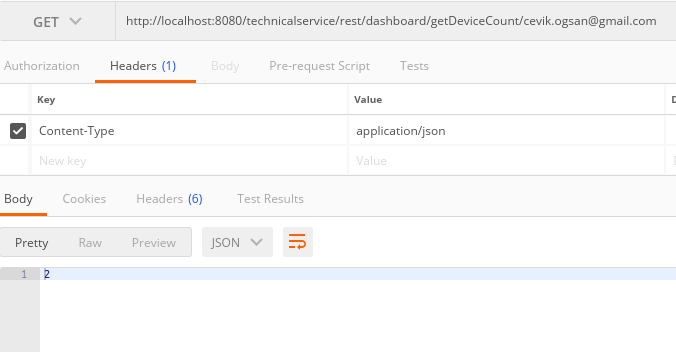 GET http://localhost:8080/technicalservice/rest/dashboard/getDeviceCount/cevik.ogsan@gmail.com
Authorization Headers (1) Body Pre-request Script Tests
Key Value
Content-Type application/json
New key Value
Body Cookies Headers (6) Test Results
Pretty Raw Preview JSON
1 2